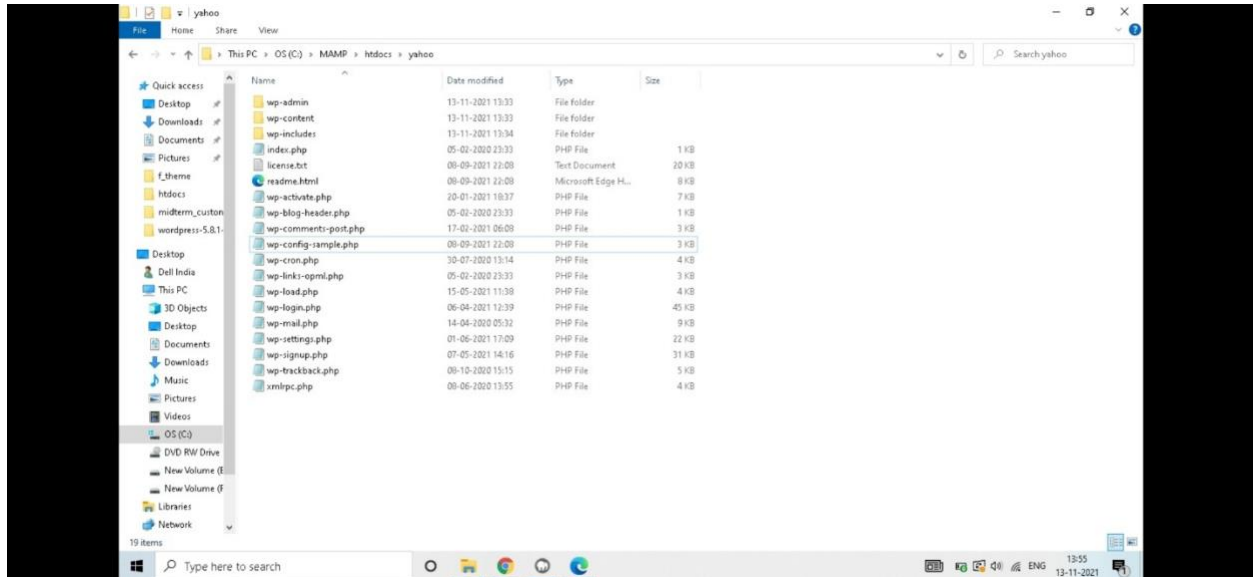 yahoo
File Home Share View
This PC › OS (C:) › MAMP › htdocs › yahoo
Search yahoo
Name Date modified Type Size
Quick access
Desktop
Downloads
Documents
Pictures
f_theme
htdocs
midterm_custon
wordpress-5.8.1-
Desktop
Dell India
This PC
3D Objects
Desktop
Documents
Downloads
Music
Pictures
Videos
OS (C:)
DVD RW Drive
New Volume (E
New Volume (F
Libraries
Network
wp-admin 13-11-2021 13:33 File folder
wp-content 13-11-2021 13:33 File folder
wp-includes 13-11-2021 13:34 File folder
index.php 05-02-2020 23:33 PHP File 1 KB
license.txt 08-09-2021 22:08 Text Document 20 KB
readme.html 08-09-2021 22:08 Microsoft Edge H... 8 KB
wp-activate.php 20-01-2021 18:37 PHP File 7 KB
wp-blog-header.php 05-02-2020 23:33 PHP File 1 KB
wp-comments-post.php 17-02-2021 06:08 PHP File 3 KB
wp-config-sample.php 08-09-2021 22:08 PHP File 3 KB
wp-cron.php 30-07-2020 13:14 PHP File 4 KB
wp-links-opml.php 05-02-2020 23:33 PHP File 3 KB
wp-load.php 15-05-2021 11:38 PHP File 4 KB
wp-login.php 06-04-2021 12:39 PHP File 45 KB
wp-mail.php 14-04-2020 05:32 PHP File 9 KB
wp-settings.php 01-06-2021 17:09 PHP File 22 KB
wp-signup.php 07-05-2021 14:16 PHP File 31 KB
wp-trackback.php 08-10-2020 15:15 PHP File 5 KB
xmlrpc.php 08-06-2020 13:55 PHP File 4 KB
19 items
Type here to search
ENG
13:55
13-11-2021